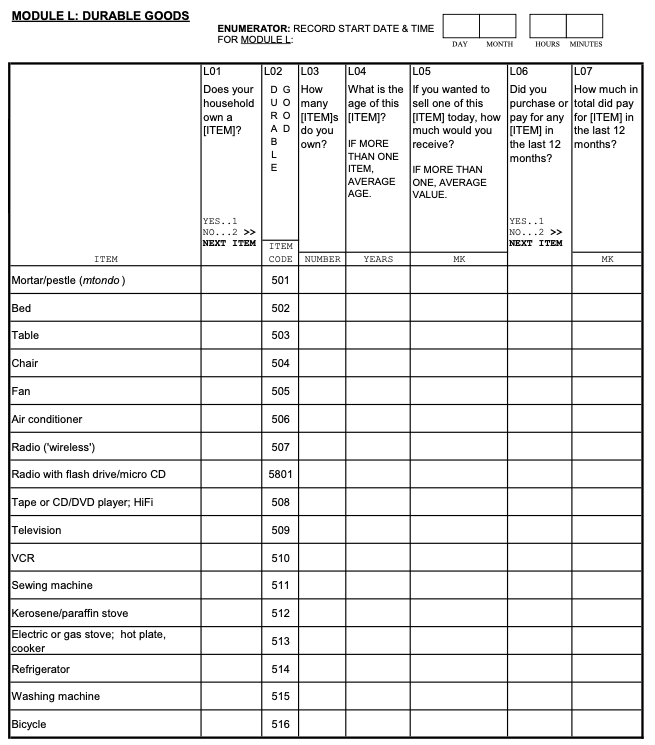 MODULE L: DURABLE GOODS
ENUMERATOR: RECORD START DATE & TIME
FOR MODULE L:
DAY MONTH HOURS MINUTES
L01
Does your
household
own a
[ITEM]?
YES..1
NO...2 >>
NEXT ITEM
L02
D G
U O
R O
A D
B
L
E
ITEM
CODE
L03
How
many
[ITEM]s
do you
own?
NUMBER
L04
What is the
age of this
[ITEM]?
IF MORE
THAN ONE
ITEM,
AVERAGE
AGE.
YEARS
L05
If you wanted to
sell one of this
[ITEM] today, how
much would you
receive?
IF MORE THAN
ONE, AVERAGE
VALUE.
MK
L06
Did you
purchase or
pay for any
[ITEM] in
the last 12
months?
YES..1
NO...2 >>
NEXT ITEM
L07
How much in
total did pay
for [ITEM] in
the last 12
months?
MK
ITEM
Mortar/pestle (mtondo ) 501
Bed 502
Table 503
Chair 504
Fan 505
Air conditioner 506
Radio ('wireless') 507
Radio with flash drive/micro CD 5801
Tape or CD/DVD player; HiFi 508
Television 509
VCR 510
Sewing machine 511
Kerosene/paraffin stove 512
Electric or gas stove; hot plate,
cooker 513
Refrigerator 514
Washing machine 515
Bicycle 516